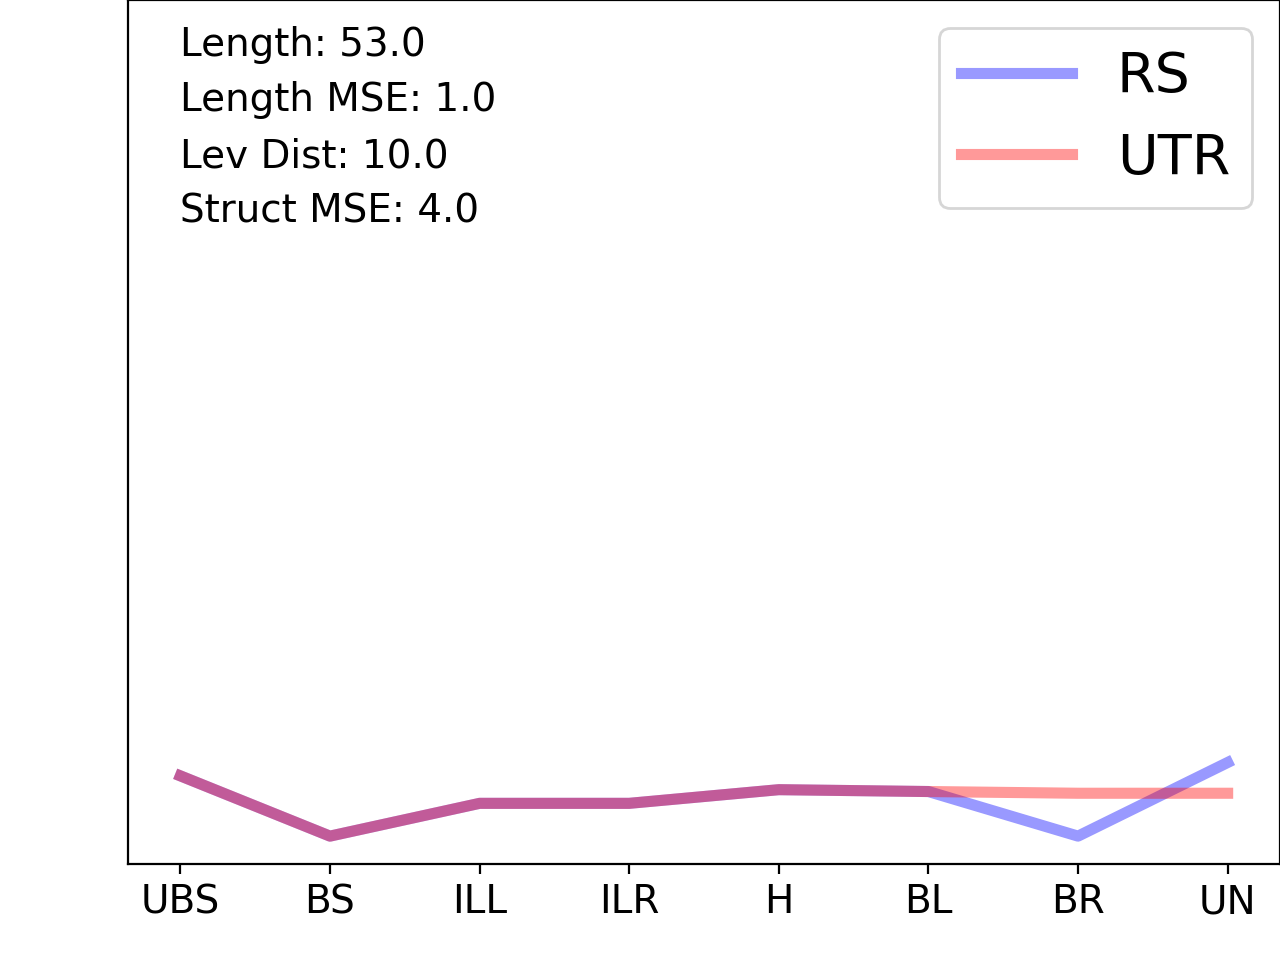 Length: 53.0
Length MSE: 1.0
Lev Dist: 10.0
Struct MSE: 4.0
RS
UTR
UBS BS ILL ILR H BL BR UN